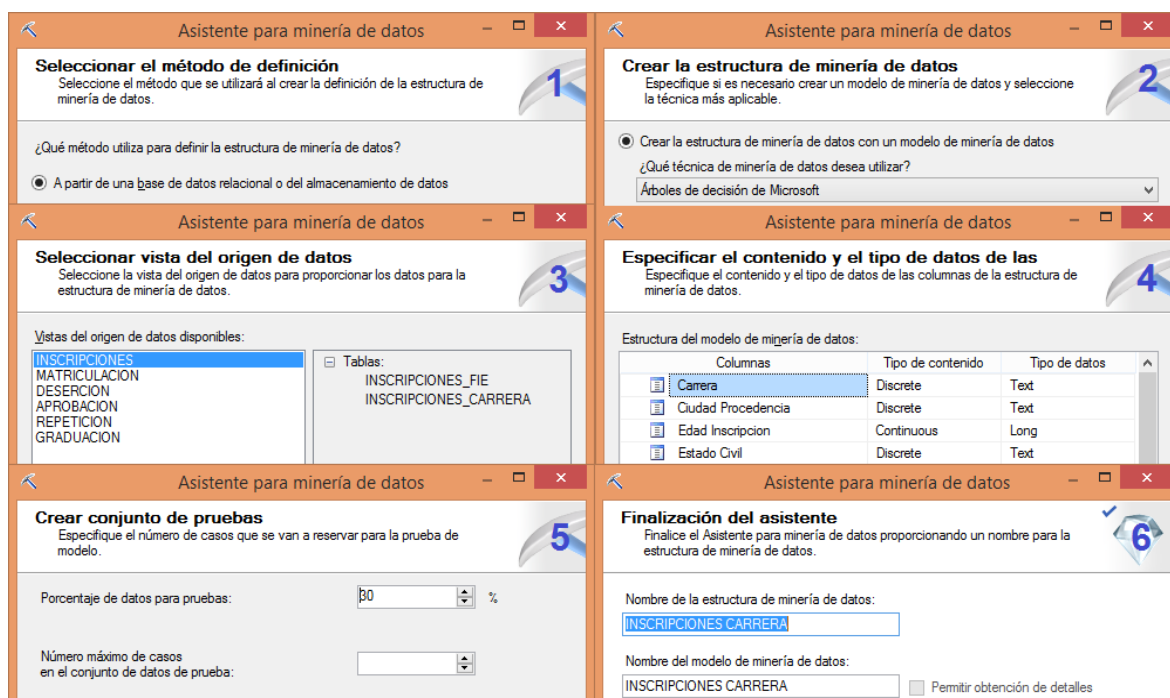 Asistente para minería de datos
Seleccionar el método de definición
Seleccione el método que se utilizará al crear la definición de la estructura de
minería de datos.
1
¿Qué método utiliza para definir la estructura de minería de datos?
A partir de una base de datos relacional o del almacenamiento de datos
Asistente para minería de datos
Crear la estructura de minería de datos
Especifique si es necesario crear un modelo de minería de datos y seleccione
la técnica más aplicable.
2
Crear la estructura de minería de datos con un modelo de minería de datos
¿Qué técnica de minería de datos desea utilizar?
Árboles de decisión de Microsoft
Asistente para minería de datos
Seleccionar vista del origen de
datos
Seleccione la vista del origen de datos para proporcionar los datos para la
estructura de minería de datos.
3
Vistas del origen de datos disponibles:
INSCRIPCIONES
MATRICULACION
DESERCION
APROBACION
REPETICION
GRADUACION
Tablas:
INSCRIPCIONES_FIE
INSCRIPCIONES_CARRERA
Asistente para minería de datos
Especificar el contenido y el tipo de datos de las
Especifique el contenido y el tipo de datos de las columnas de la estructura de
minería de datos.
4
Estructura del modelo de minería de datos:
Columnas Tipo de contenido Tipo de datos
Carrera Discrete Text
Ciudad Procedencia Discrete Text
Edad Inscripcion Continuous Long
Estado Civil Discrete Text
Asistente para minería de datos
Crear conjunto de pruebas
Especifique el número de casos que se van a reservar para la prueba de
modelo.
5
Porcentaje de datos para pruebas: 30 %
Número máximo de casos
en el conjunto de datos de prueba:
Asistente para minería de datos
Finalización del asistente
Finalice el Asistente para minería de datos proporcionando un nombre para la
estructura de minería de datos.
6
Nombre de la estructura de minería de datos:
INSCRIPCIONES CARRERA
Nombre del modelo de minería de datos:
INSCRIPCIONES CARRERA Permitir obtención de detalles